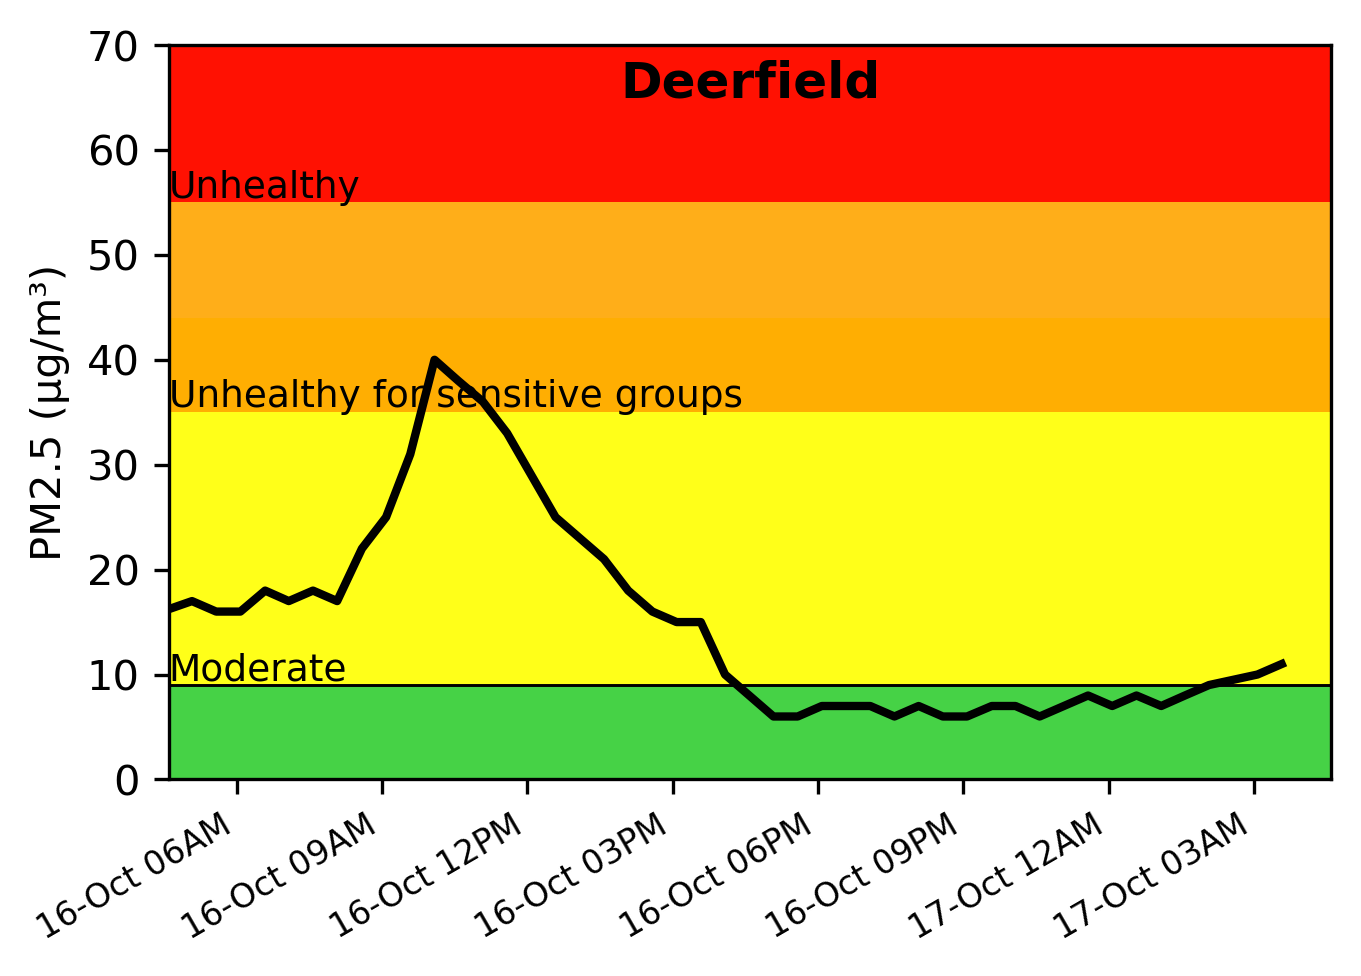 Deerfield
PM2.5 (µg/m³)
70
60
50
40
30
20
10
0
Unhealthy
Unhealthy for sensitive groups
Moderate
16-Oct 06AM
16-Oct 09AM
16-Oct 12PM
16-Oct 03PM
16-Oct 06PM
16-Oct 09PM
17-Oct 12AM
17-Oct 03AM